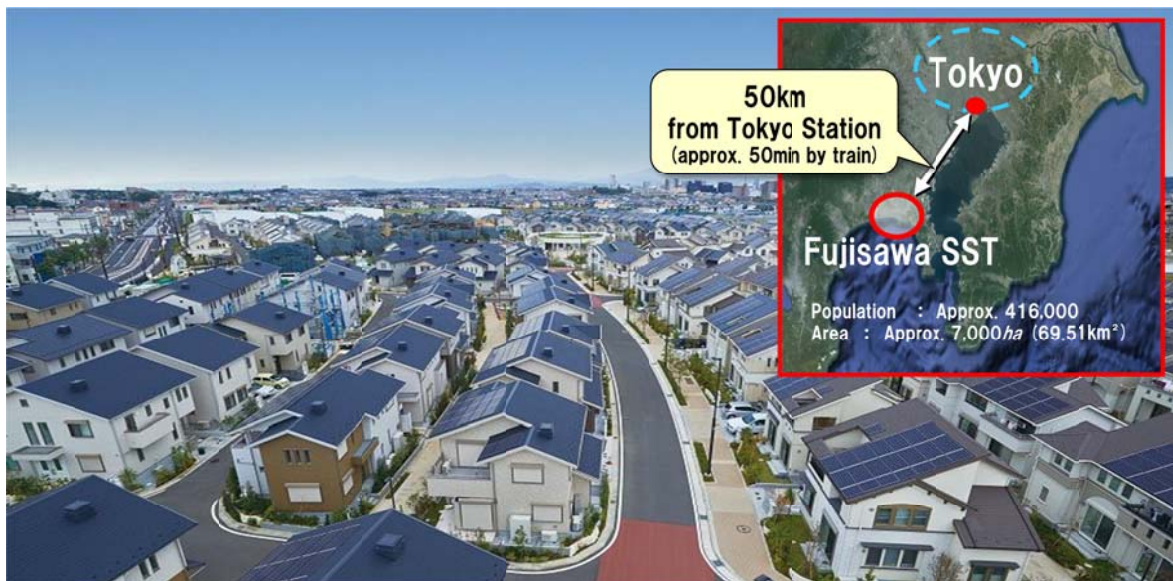 Tokyo
50km
from Tokyo Station
(approx. 50min by train)
Fujisawa SST
Population : Approx. 416,000
Area : Approx. 7,000ha (69.51km²)